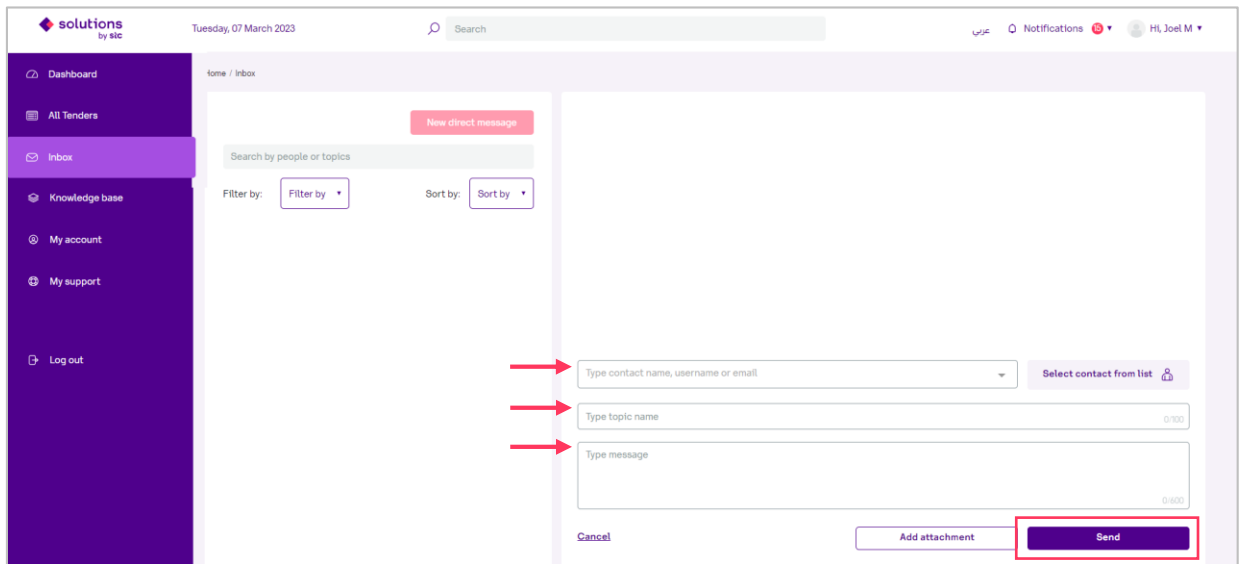 solutions
by stc
Tuesday, 07 March 2023
Search
عربي
Notifications 15
Hi, Joel M
Dashboard
All Tenders
Inbox
Knowledge base
My account
My support
Log out
Home / Inbox
New direct message
Search by people or topics
Filter by: Filter by
Sort by: Sort by
Type contact name, username or email
Select contact from list
Type topic name
0/100
Type message
0/600
Cancel
Add attachment
Send